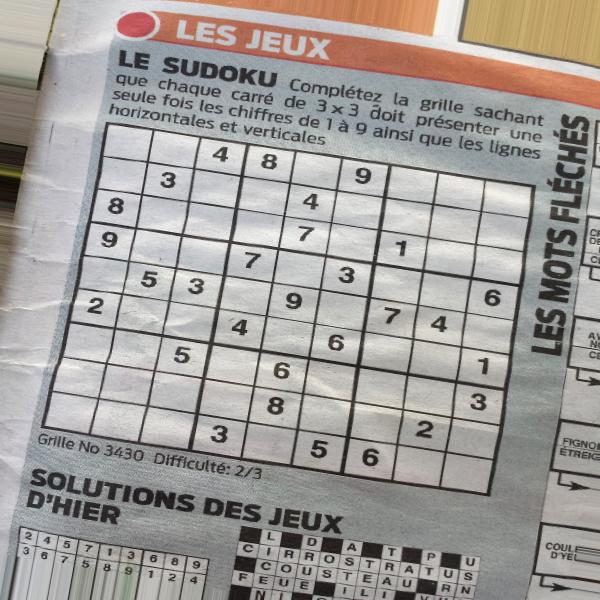 LES JEUX
LE SUDOKU Complétez la grille sachant
que chaque carré de 3 x 3 doit présenter une
seule fois les chiffres de 1 à 9 ainsi que les lignes
horizontales et verticales
4 8 9
3 4
8 7 1
9 7 3 6
5 3 9 7 4
2 4 6 1
5 6 3
8 2
3 5 6
Grille No 3430 Difficulté: 2/3
SOLUTIONS DES JEUX
D'HIER
2 4 5 7 1 3 6 8 9
3 6 7 5 8 9 1 2 4
L D A T P U
C I R R O S T R A T U S
LES MOTS FLÉCHÉS